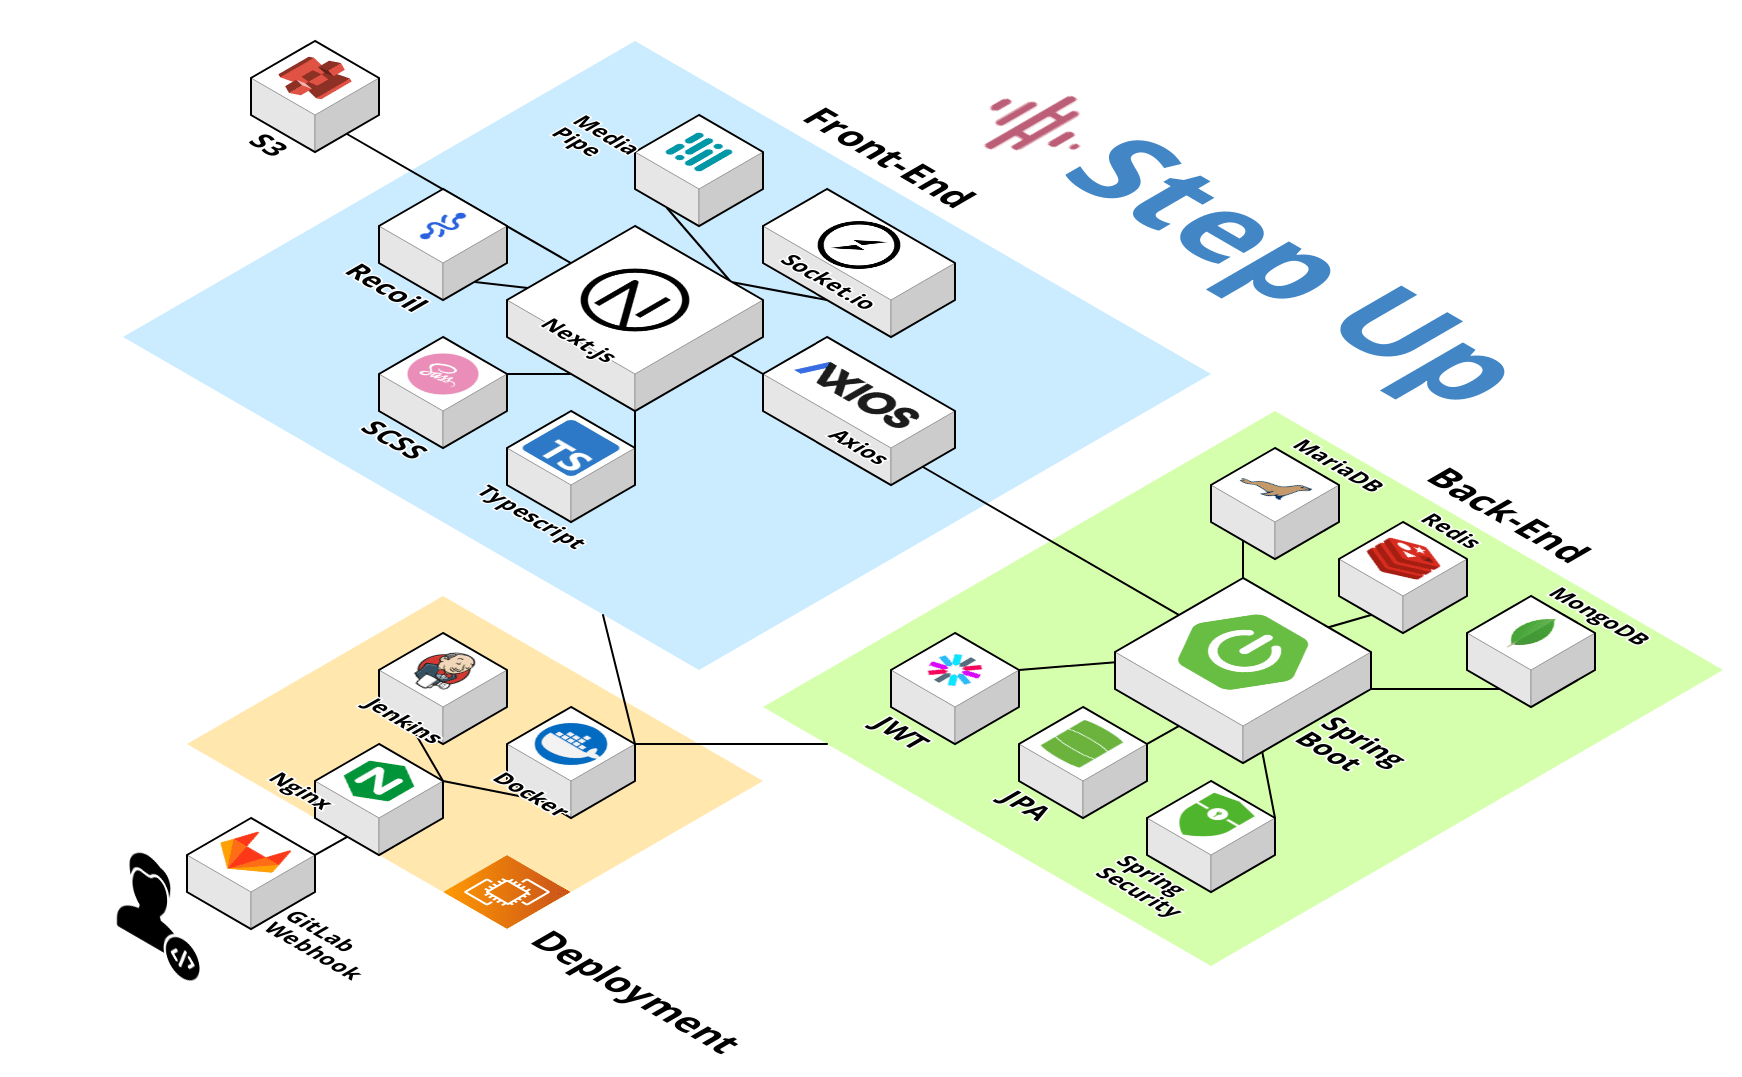 Step Up
Front-End
S3
Media
Pipe
Socket.io
Recoil
Next.js
SCSS
Sass
TS
Typescript
AXIOS
Axios
Back-End
MariaDB
Redis
MongoDB
JWT
JPA
Spring
Boot
Spring
Security
Jenkins
Docker
Nginx
N
GitLab
Webhook
</>
Deployment